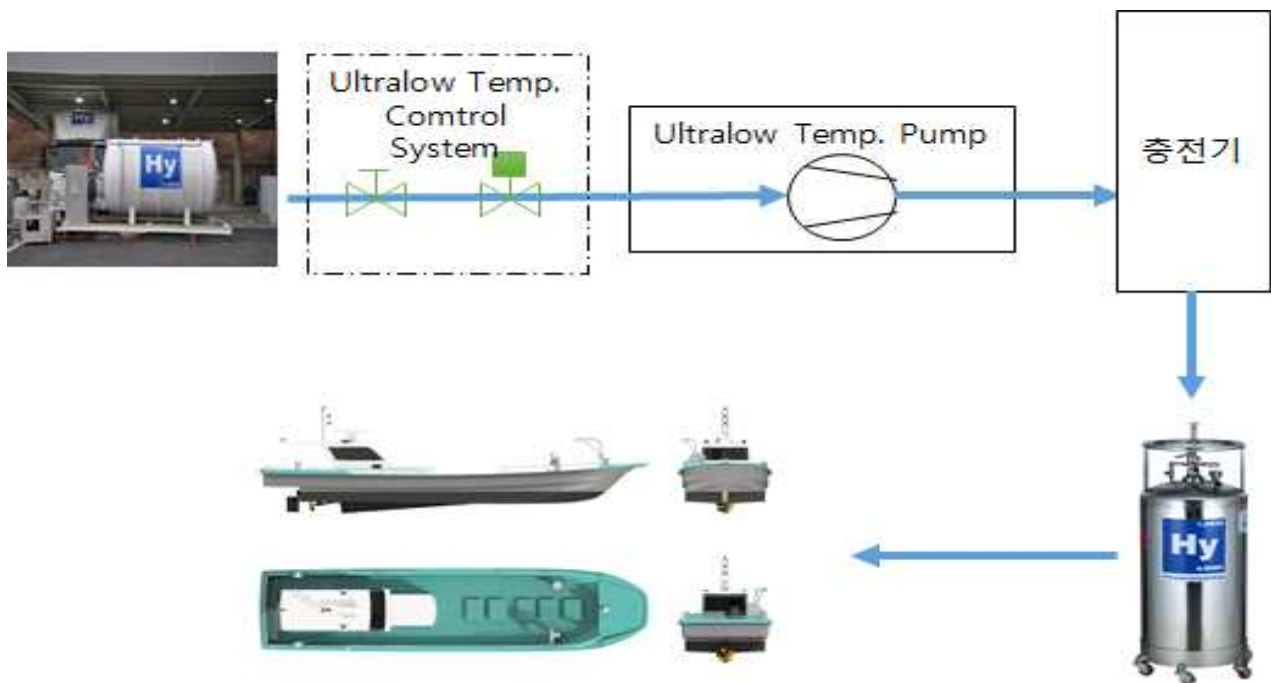 Hy
Ultralow Temp.
Comtrol
System
Ultralow Temp. Pump
충전기
Hy